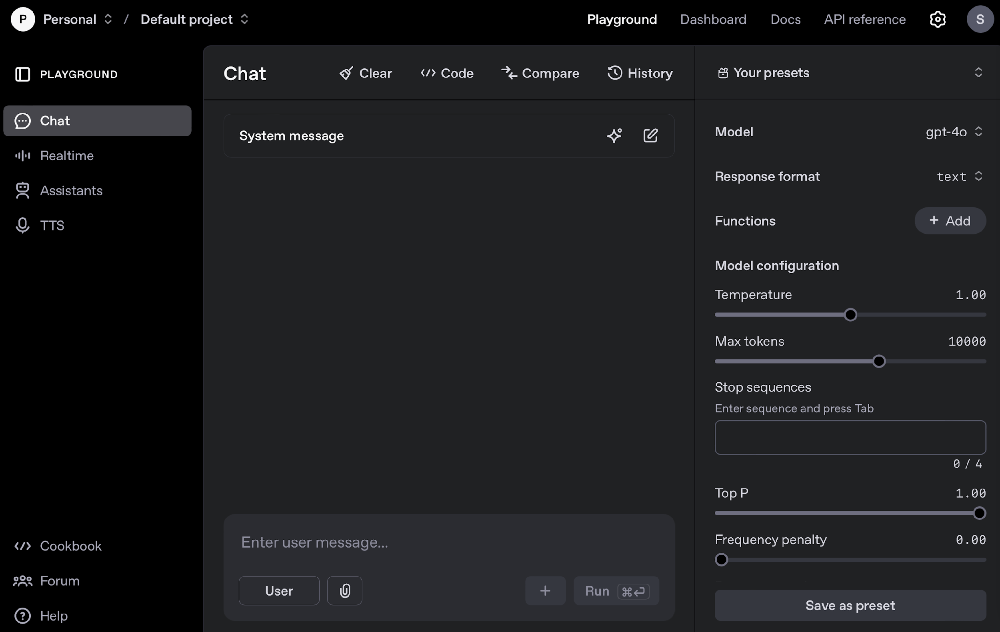 P Personal / Default project
Playground Dashboard Docs API reference S
PLAYGROUND
Chat
Realtime
Assistants
TTS
Cookbook
Forum
Help
Chat Clear Code Compare History
System message
Enter user message...
User + Run ⌘↵
Your presets
Model gpt-4o
Response format text
Functions + Add
Model configuration
Temperature 1.00
Max tokens 10000
Stop sequences
Enter sequence and press Tab
0 / 4
Top P 1.00
Frequency penalty 0.00
Save as preset